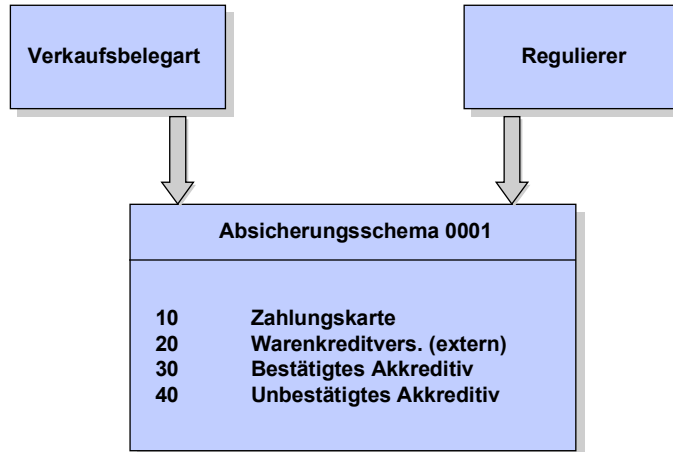 Verkaufsbelegart
Regulierer
Absicherungsschema 0001
10 Zahlungskarte
20 Warenkreditvers. (extern)
30 Bestätigtes Akkreditiv
40 Unbestätigtes Akkreditiv